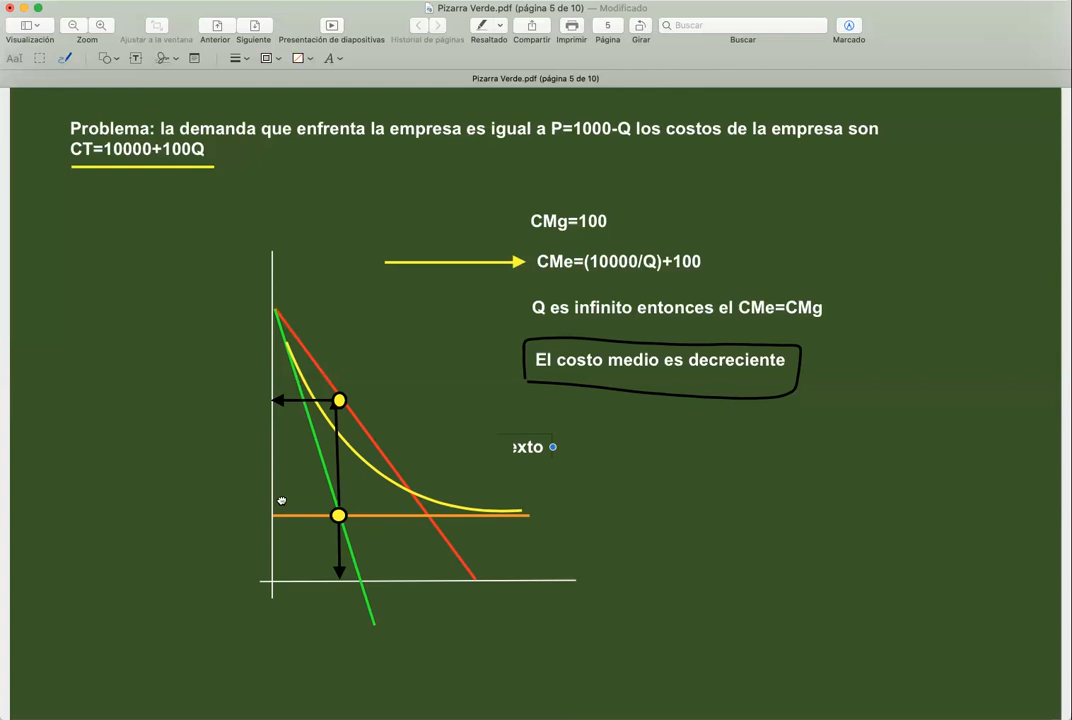 Pizarra Verde.pdf (página 5 de 10) — Modificado
5
Buscar
Visualización Zoom Ajustar a la ventana Anterior Siguiente Presentación de diapositivas Historial de páginas Resaltado Compartir Imprimir Página Girar Buscar Marcado
AaI T A
Pizarra Verde.pdf (página 5 de 10)
Problema: la demanda que enfrenta la empresa es igual a P=1000-Q los costos de la empresa son
CT=10000+100Q
CMg=100
CMe=(10000/Q)+100
Q es infinito entonces el CMe=CMg
El costo medio es decreciente
exto